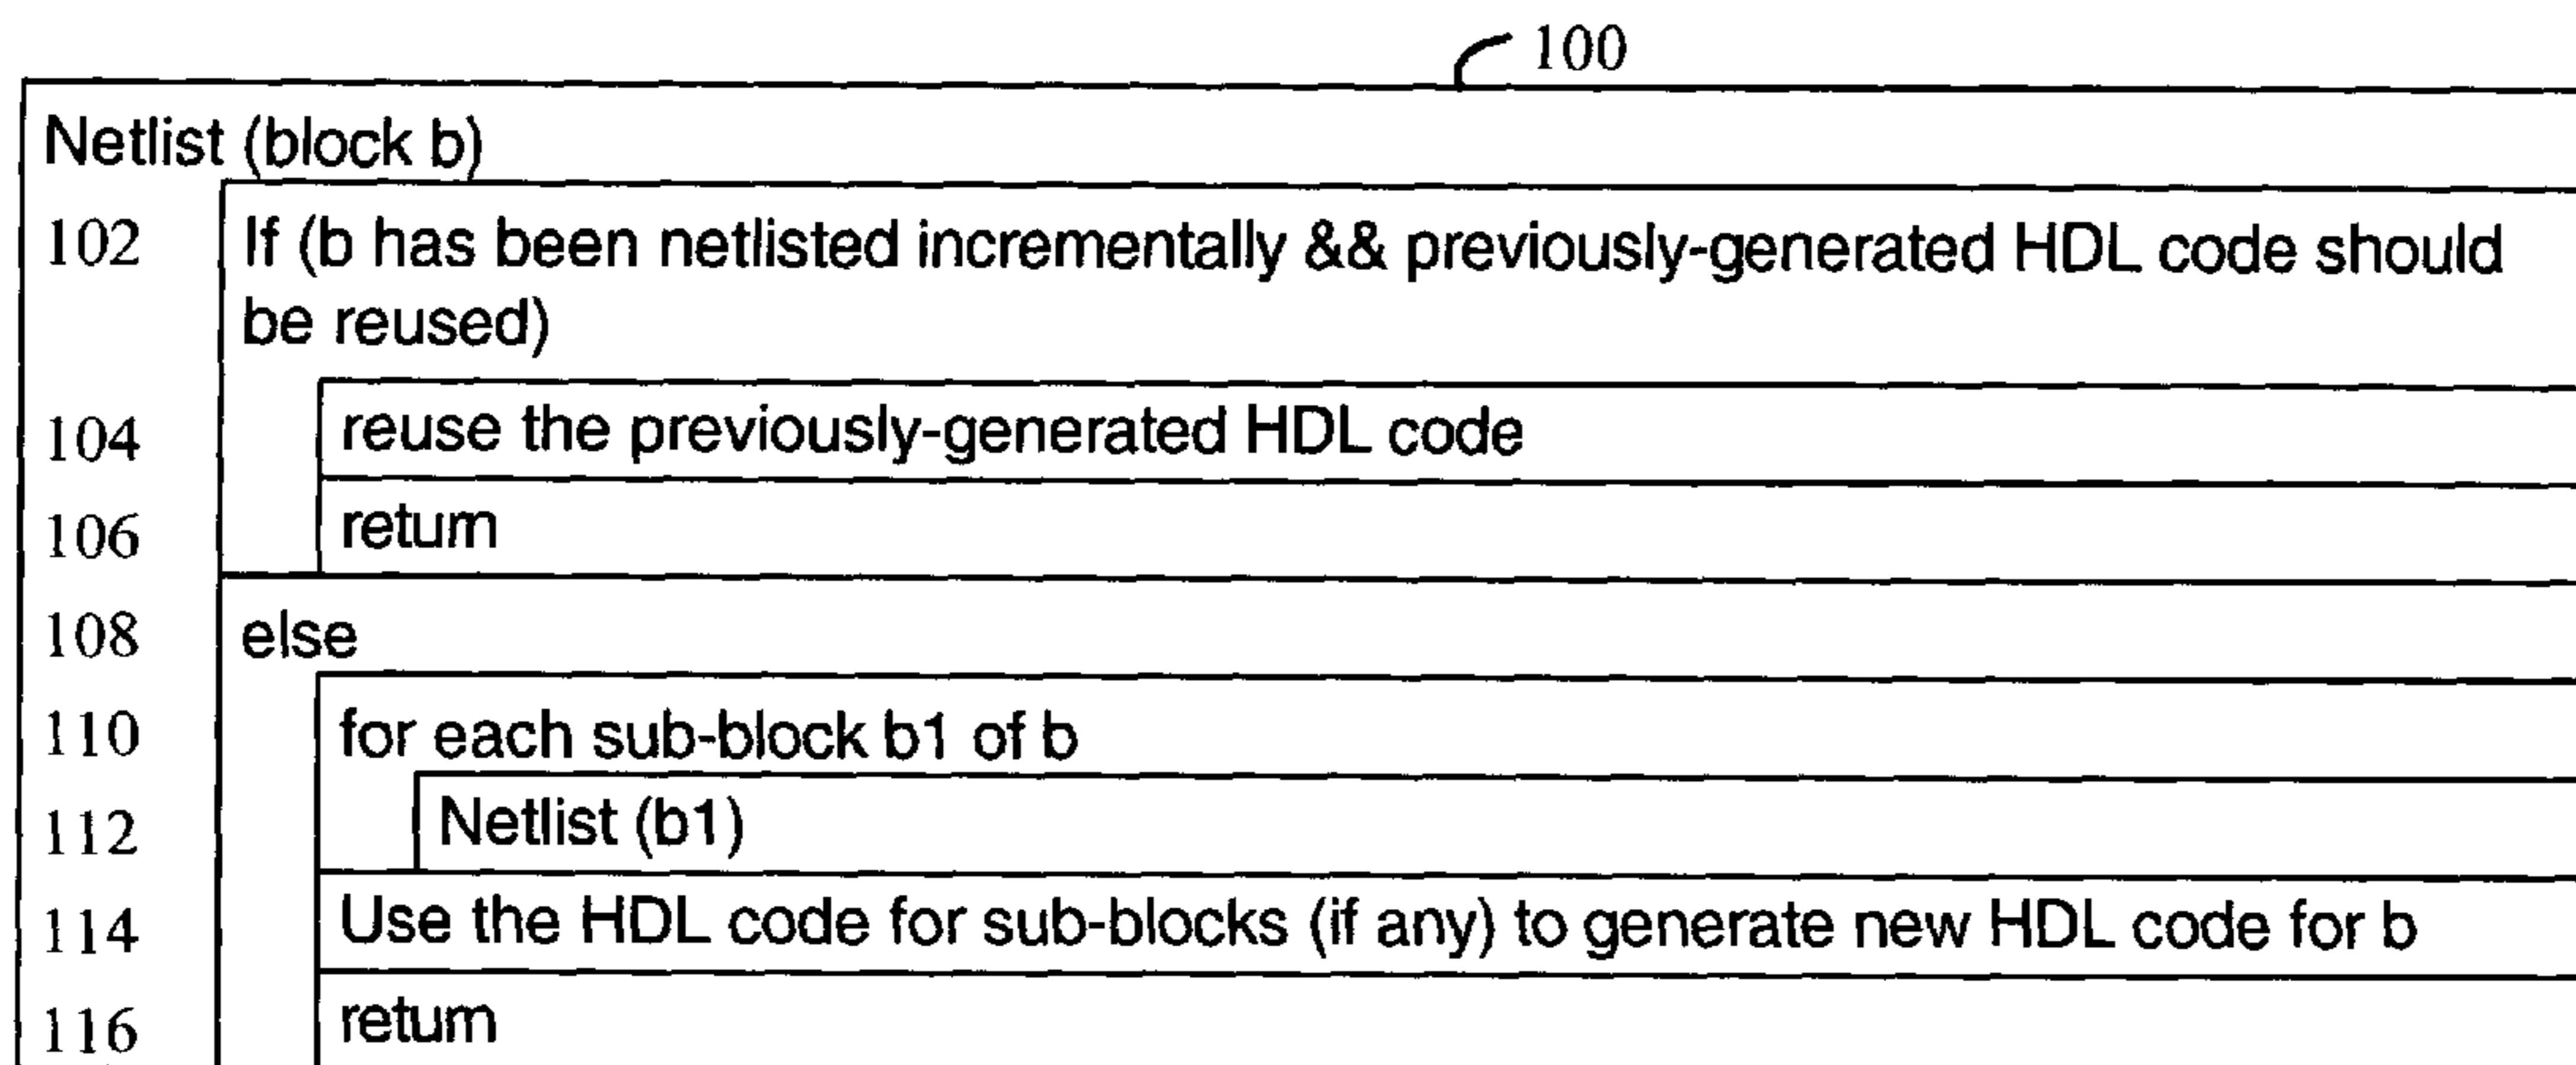 100
Netlist (block b)
102 If (b has been netlisted incrementally && previously-generated HDL code should
be reused)
104 reuse the previously-generated HDL code
106 return
108 else
110 for each sub-block b1 of b
112 Netlist (b1)
114 Use the HDL code for sub-blocks (if any) to generate new HDL code for b
116 return